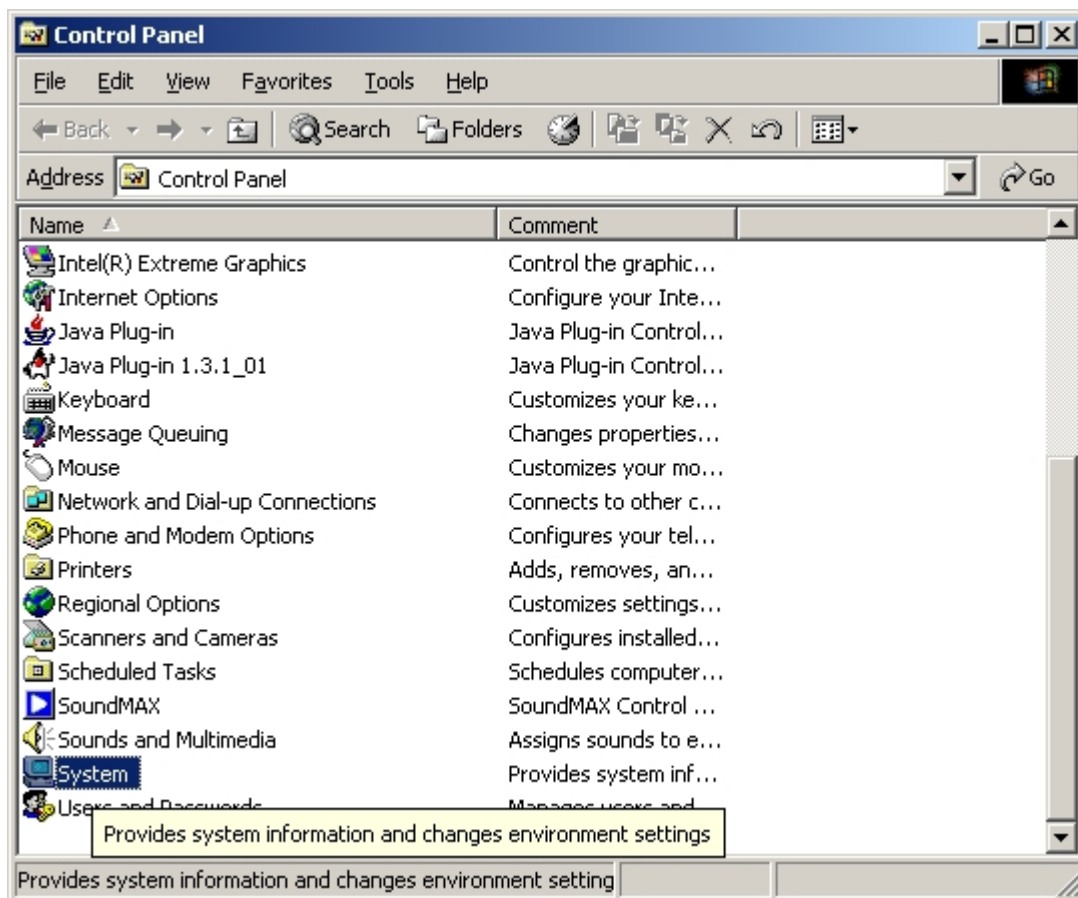 Control Panel
File Edit View Favorites Tools Help
Back Search Folders
Address Control Panel Go
Name Comment
Intel(R) Extreme Graphics Control the graphic...
Internet Options Configure your Inte...
Java Plug-in Java Plug-in Control...
Java Plug-in 1.3.1_01 Java Plug-in Control...
Keyboard Customizes your ke...
Message Queuing Changes properties...
Mouse Customizes your mo...
Network and Dial-up Connections Connects to other c...
Phone and Modem Options Configures your tel...
Printers Adds, removes, an...
Regional Options Customizes settings...
Scanners and Cameras Configures installed...
Scheduled Tasks Schedules computer...
SoundMAX SoundMAX Control ...
Sounds and Multimedia Assigns sounds to e...
System Provides system inf...
Users and Passwords Manages users and
Provides system information and changes environment settings
Provides system information and changes environment setting